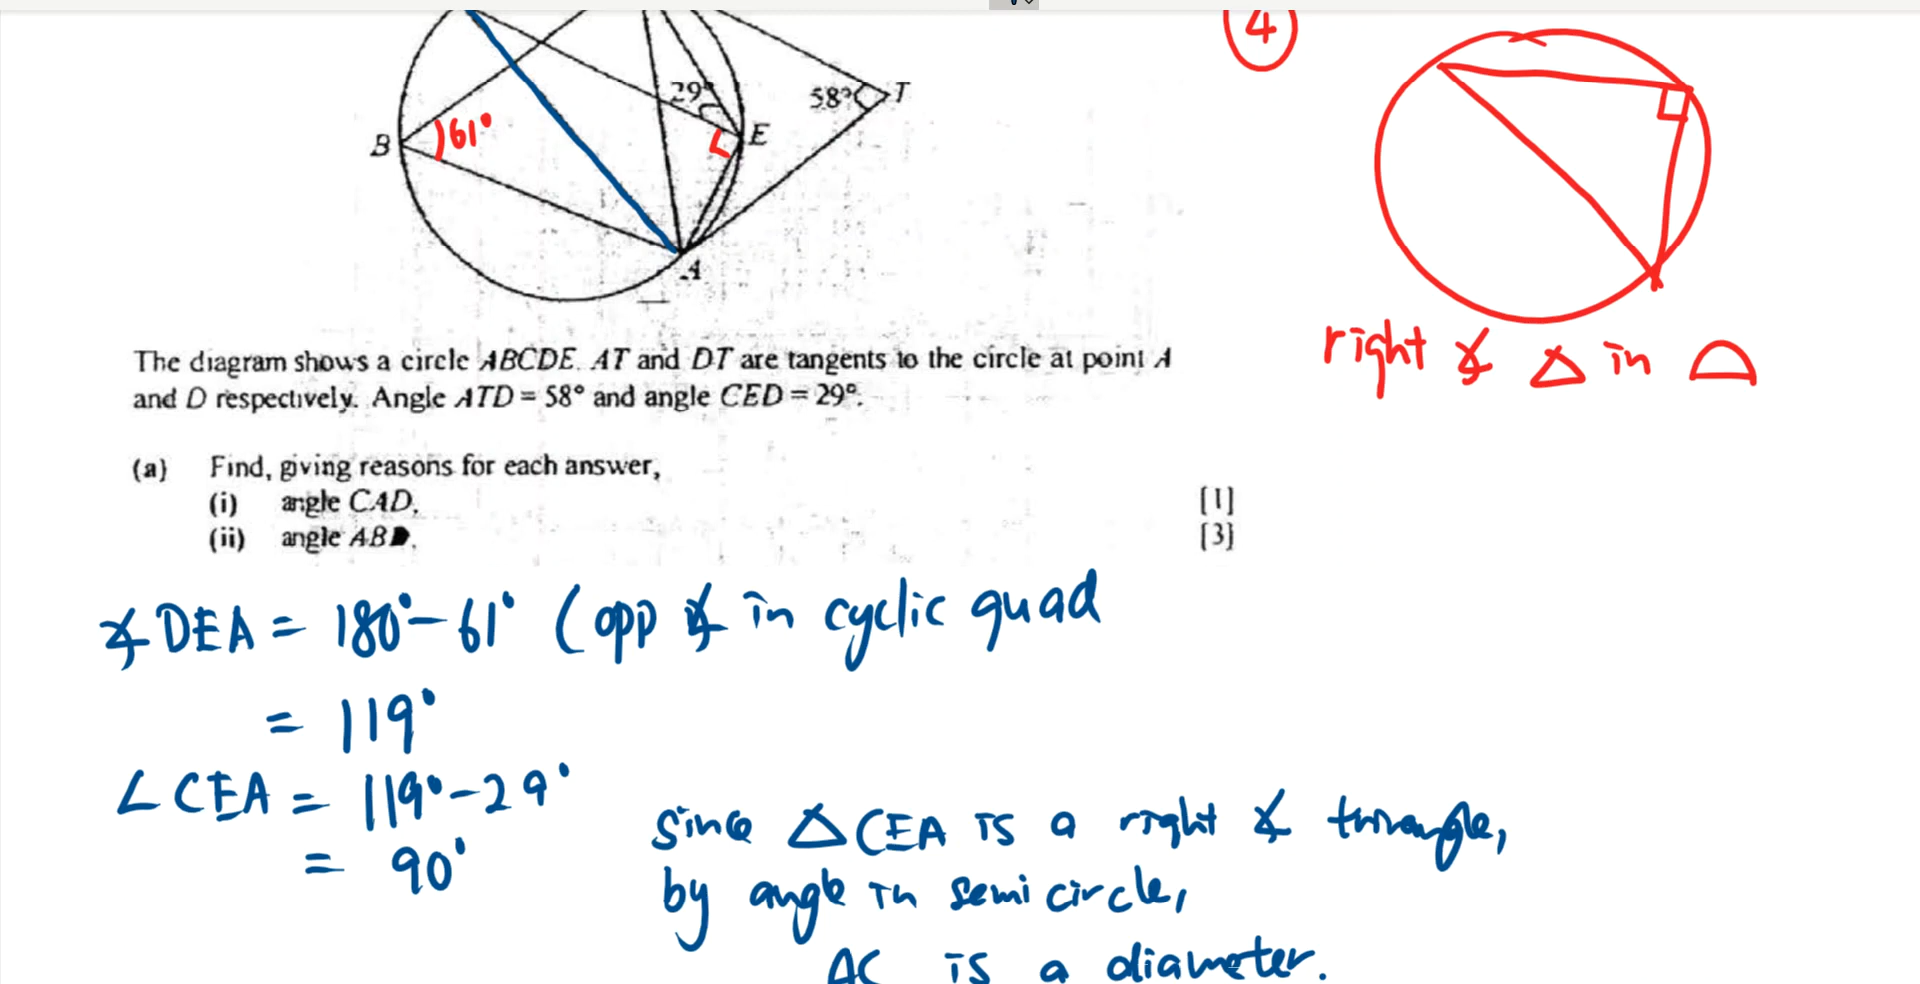 4
29°
58°
T
B
61°
E
A
The diagram shows a circle ABCDE. AT and DT are tangents to the circle at point A
and D respectively. Angle ATD = 58° and angle CED = 29°.
right ∡ △ in ⌓
(a) Find, giving reasons for each answer,
(i) angle CAD, [1]
(ii) angle ABD. [3]
∡DEA = 180° - 61° (opp ∡ in cyclic quad
= 119°
∠CEA = 119° - 29°
= 90°
Since △CEA is a right ∡ triangle,
by angle in semicircle,
AC is a diameter.